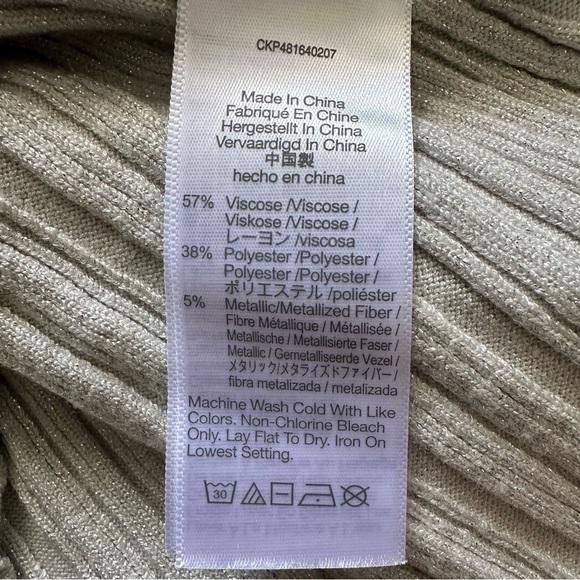 CKP481640207
Made In China
Fabriqué En Chine
Hergestellt In China
Vervaardigd In China
中国製
hecho en china
57% Viscose /Viscose /
Viskose /Viscose /
レーヨン /viscosa
38% Polyester /Polyester /
Polyester /Polyester /
ポリエステル /poliéster
5% Metallic/Metallized Fiber /
Fibre Métallique / Métallisée /
Metallische / Metallisierte Faser /
Metallic / Gemetalliseerde Vezel /
メタリック/メタライズドファイバー /
fibra metalizada / metalizada
Machine Wash Cold With Like
Colors. Non-Chlorine Bleach
Only. Lay Flat To Dry. Iron On
Lowest Setting.
30